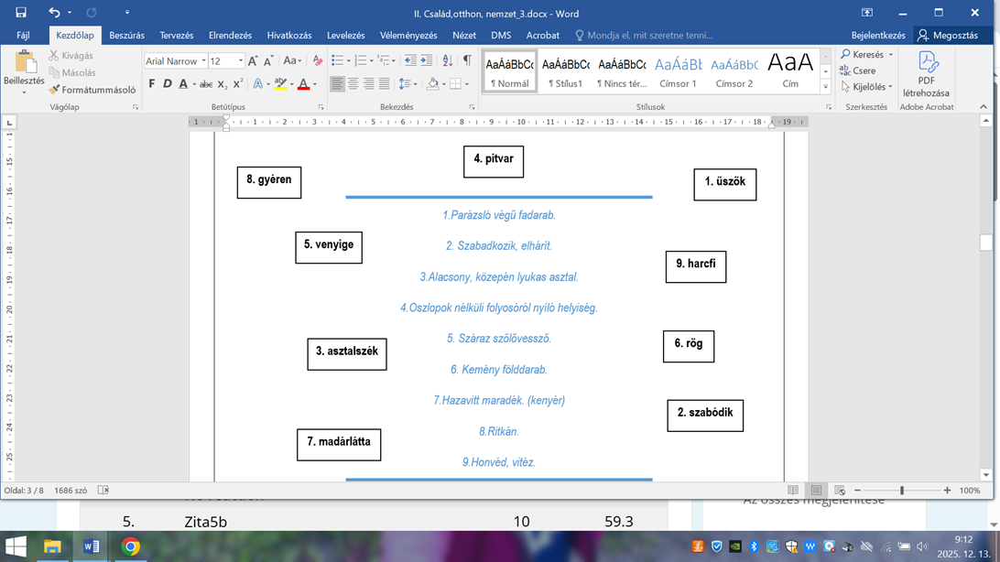 II. Család,otthon, nemzet_3.docx - Word
Fájl Kezdőlap Beszúrás Tervezés Elrendezés Hivatkozás Levelezés Véleményezés Nézet DMS Acrobat Mondja el, mit szeretne tenni... Bejelentkezés Megosztás
Beillesztés
Kivágás
Másolás
Formátummásoló
Vágólap
Arial Narrow 12
Betűtípus
Bekezdés
AaÁáBbCc AaÁáBbCc AaÁáBbCc AaÁáBb AaÁáBbC AaA
¶ Normál ¶ Stílus1 ¶ Nincs tér... Címsor 1 Címsor 2 Cím
Stílusok
Keresés
Csere
Kijelölés
Szerkesztés
PDF
létrehozása
Adobe Acrobat
4. pitvar
8. gyéren
1. üszök
1.Parázsló végű fadarab.
5. venyige
2. Szabadkozik, elhárít.
9. harcfi
3.Alacsony, közepén lyukas asztal.
4.Oszlopok nélküli folyosóról nyíló helyiség.
3. asztalszék
5. Száraz szőlővessző.
6. rög
6. Kemény földdarab.
7.Hazavitt maradék. (kenyér)
2. szabódik
8.Ritkán.
7. madárlátta
9.Honvéd, vitéz.
Oldal: 3 / 8 1686 szó 100%
Az összes megjelenítése
5. Zita5b 10 59.3
9:12
2025. 12. 13.